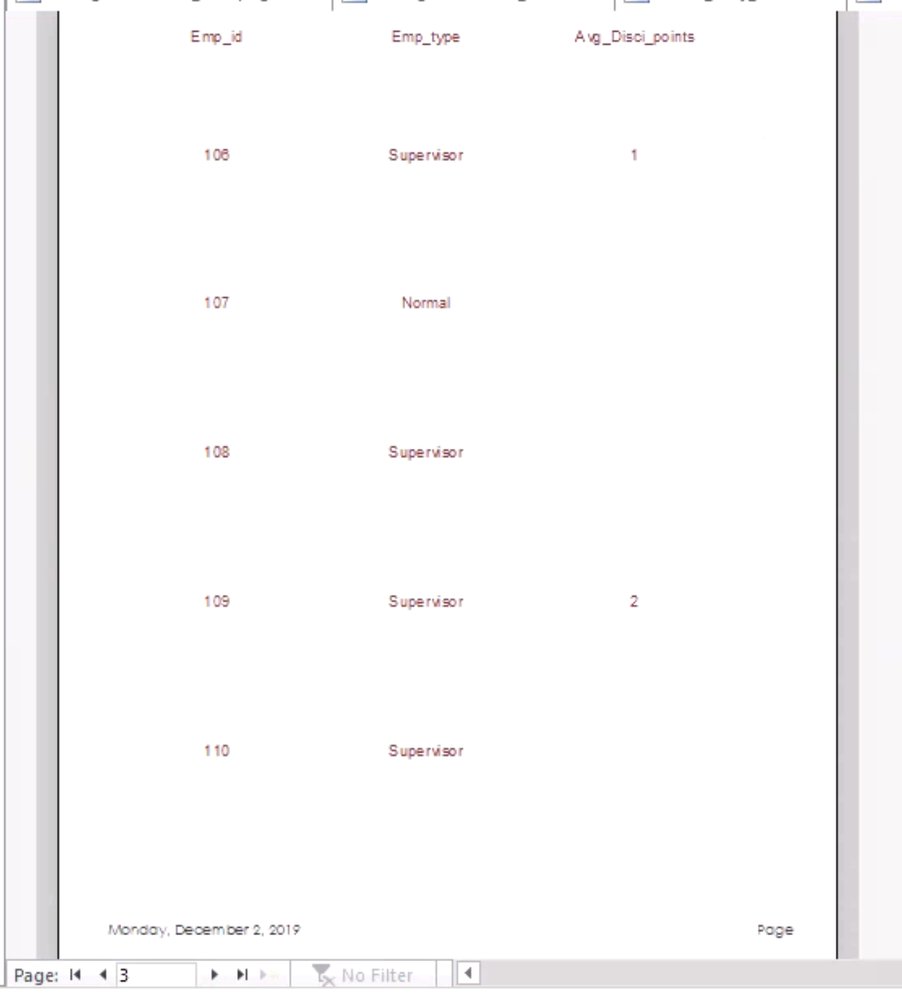 Emp_id Emp_type Avg_Disci_points
106 Supervisor 1
107 Normal
108 Supervisor
109 Supervisor 2
110 Supervisor
Monday, December 2, 2019 Page
Page: 3 No Filter